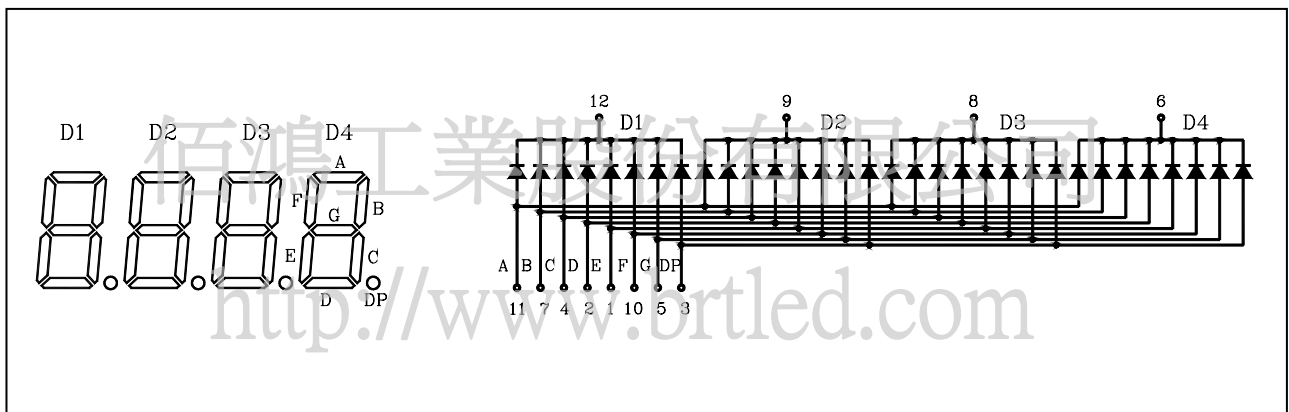 12 9 8 6
D1 D2 D3 D4 D1 D2 D3 D4
佰鴻工業股份有限公司
A
F B
G
E C
D DP
A B C D E F G DP
11 7 4 2 1 10 5 3
http://www.brtled.com